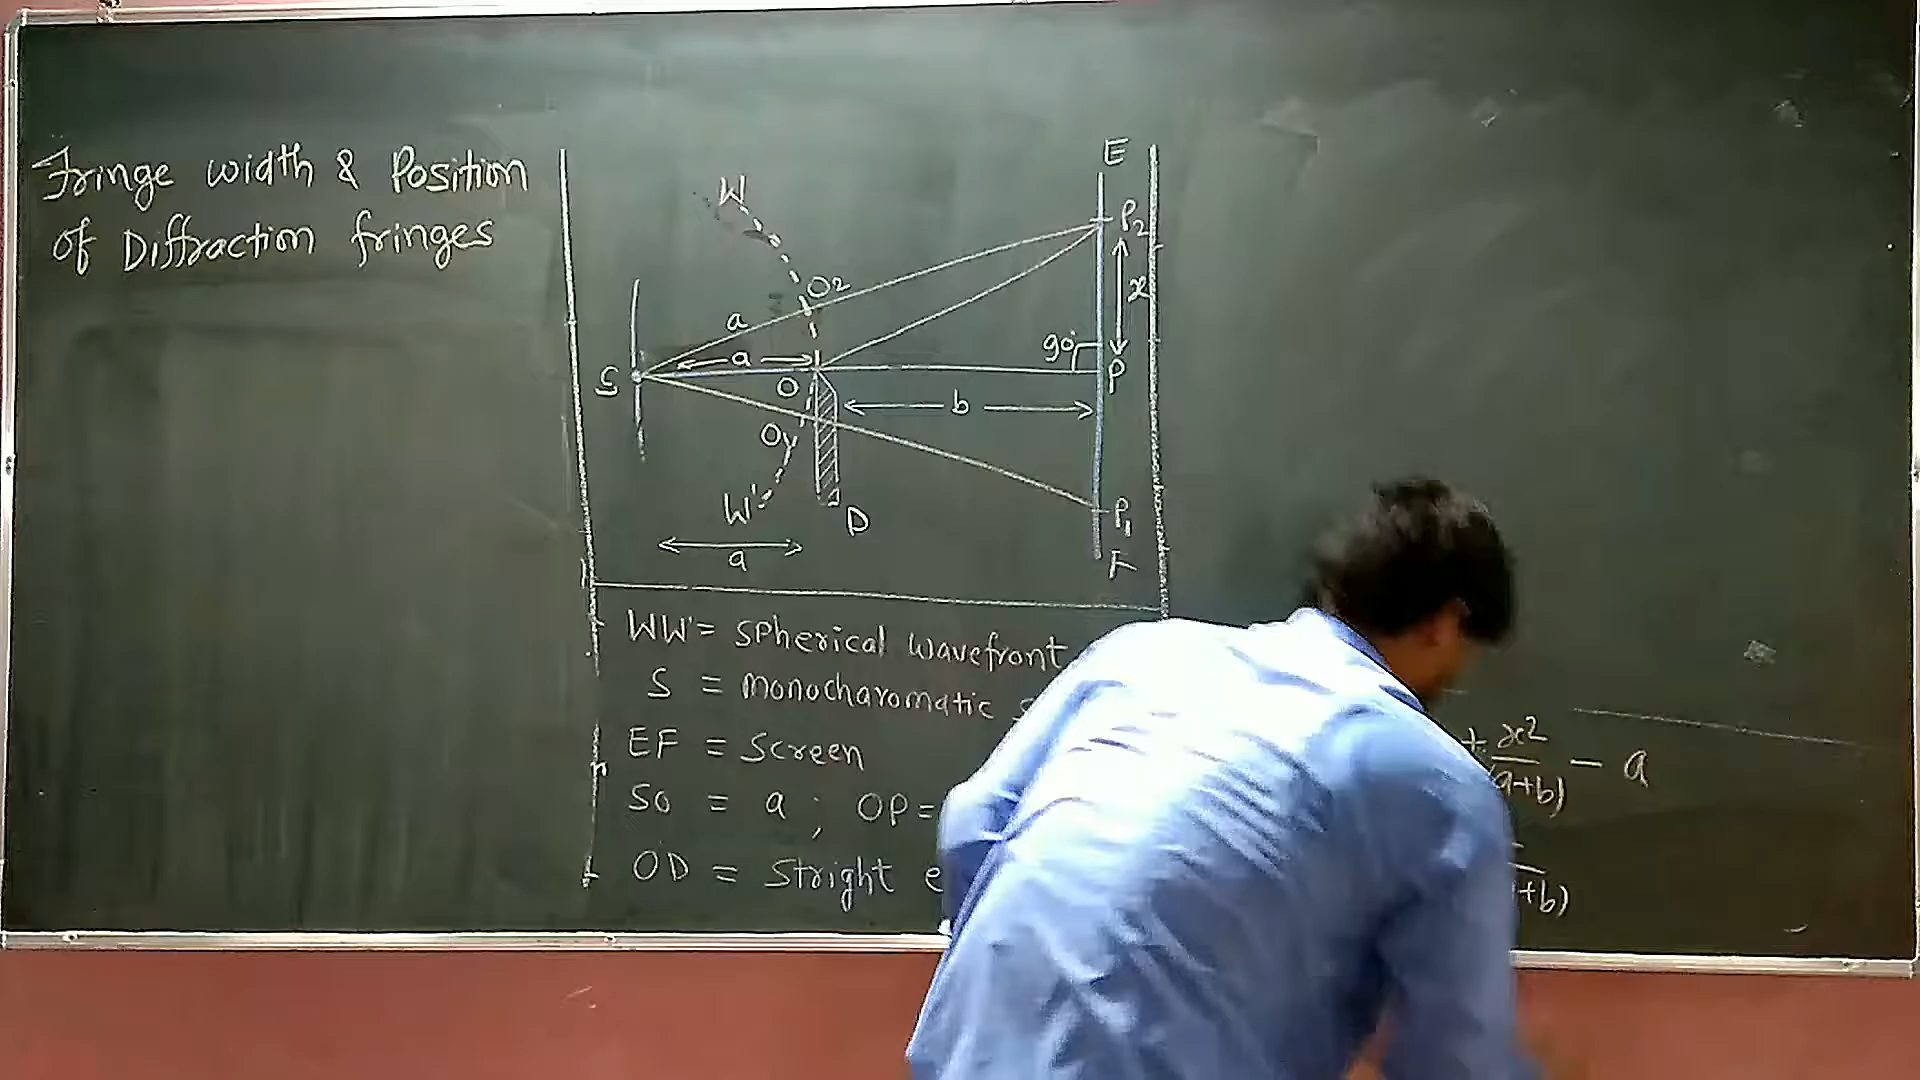 Fringe width & Position
of Diffraction fringes
E
W
P2
O2
x
a
a
90°
S
O
P
b
O1
W'
D
P1
a
F
WW' = Spherical wavefront
S = monocharomatic
EF = Screen
SO = a ; OP =
OD = Stright e
+ x²
(a+b) - a
+b)